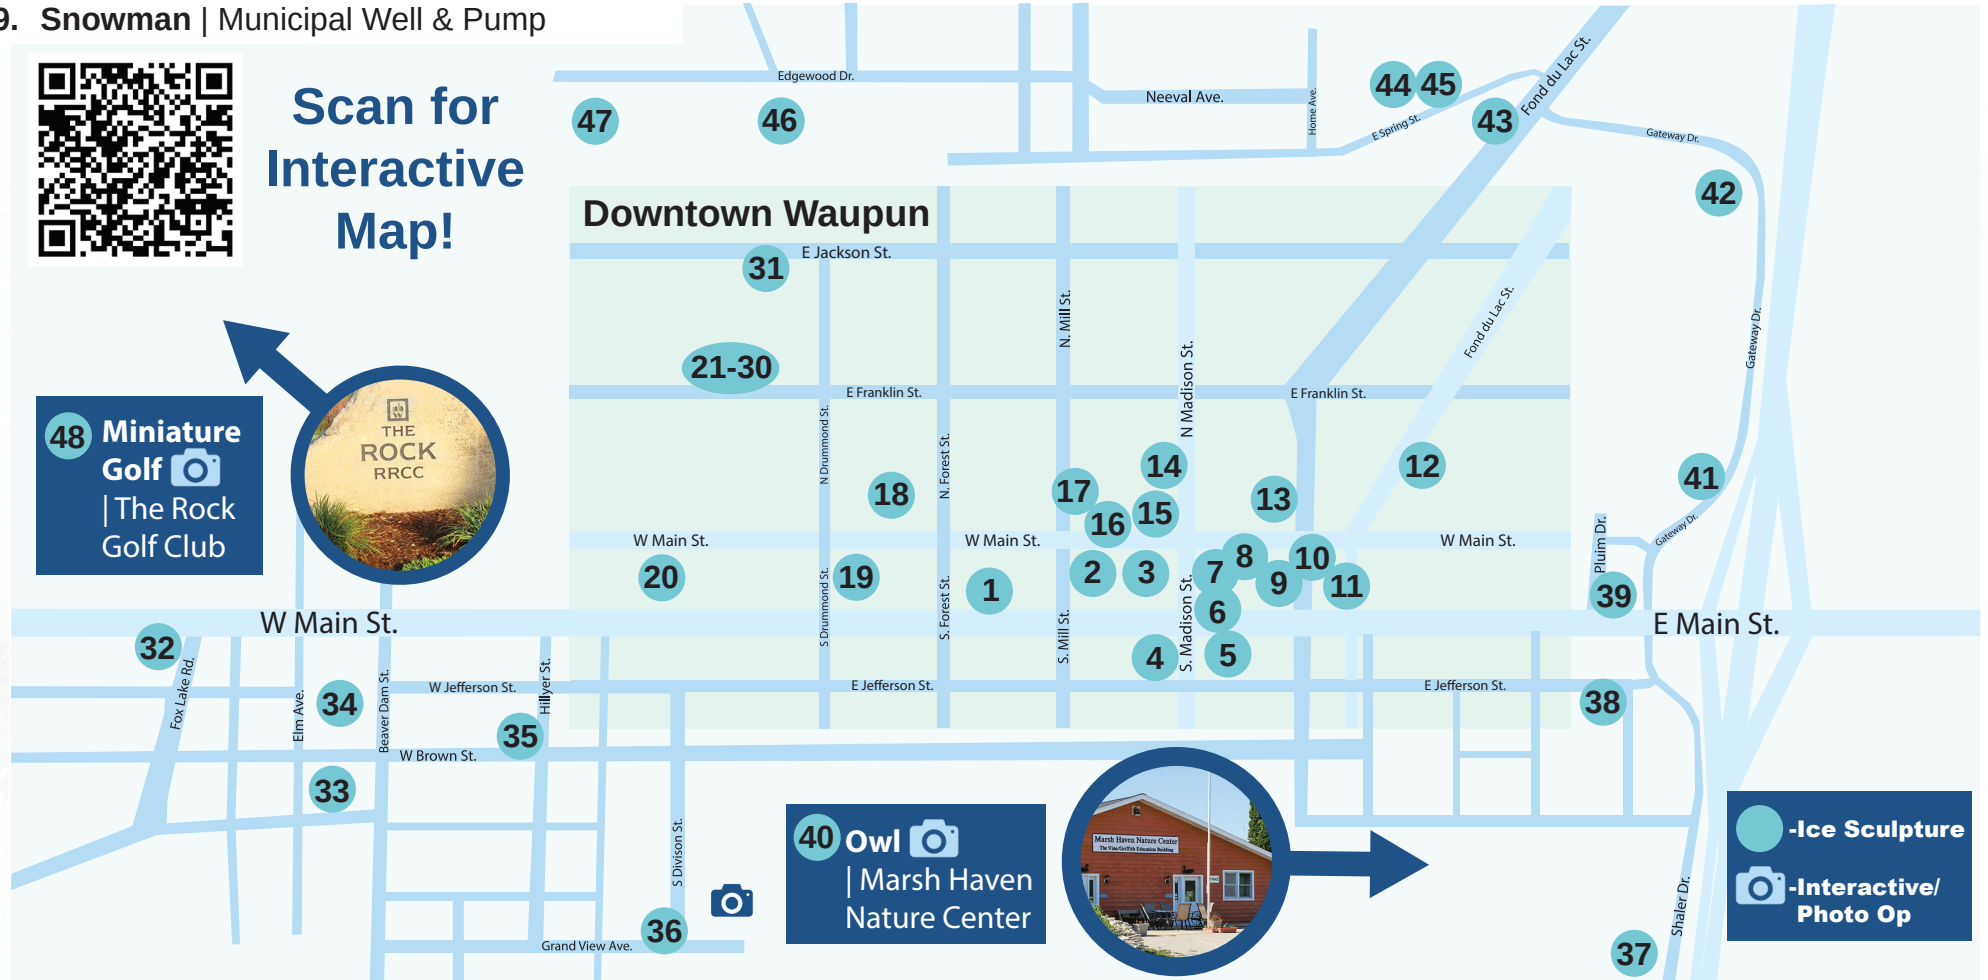 9. Snowman | Municipal Well & Pump
Scan for
Interactive
Map!
Edgewood Dr.
Neeval Ave.
Home Ave.
E Spring St.
Fond du Lac St.
Gateway Dr.
47
46
44
45
43
42
Downtown Waupun
E Jackson St.
31
21-30
N. Mill St.
N Madison St.
Fond du Lac St.
Gateway Dr.
E Franklin St.
E Franklin St.
48 Miniature
Golf
| The Rock
Golf Club
THE
ROCK
RRCC
N Drummond St.
N. Forest St.
18
17
14
16
15
13
12
41
Gateway Dr.
Pluim Dr.
W Main St.
W Main St.
W Main St.
20
19
1
2
3
7
8
9
10
11
6
39
S Drummond St.
S. Forest St.
S. Mill St.
S. Madison St.
W Main St.
E Main St.
32
4
5
Fox Lake Rd.
Elm Ave.
34
Beaver Dam St.
W Jefferson St.
Hillyer St.
E Jefferson St.
E Jefferson St.
38
35
W Brown St.
33
S Divison St.
36
Grand View Ave.
40 Owl
| Marsh Haven
Nature Center
Marsh Haven Nature Center
Shaler Dr.
37
-Ice Sculpture
-Interactive/
Photo Op